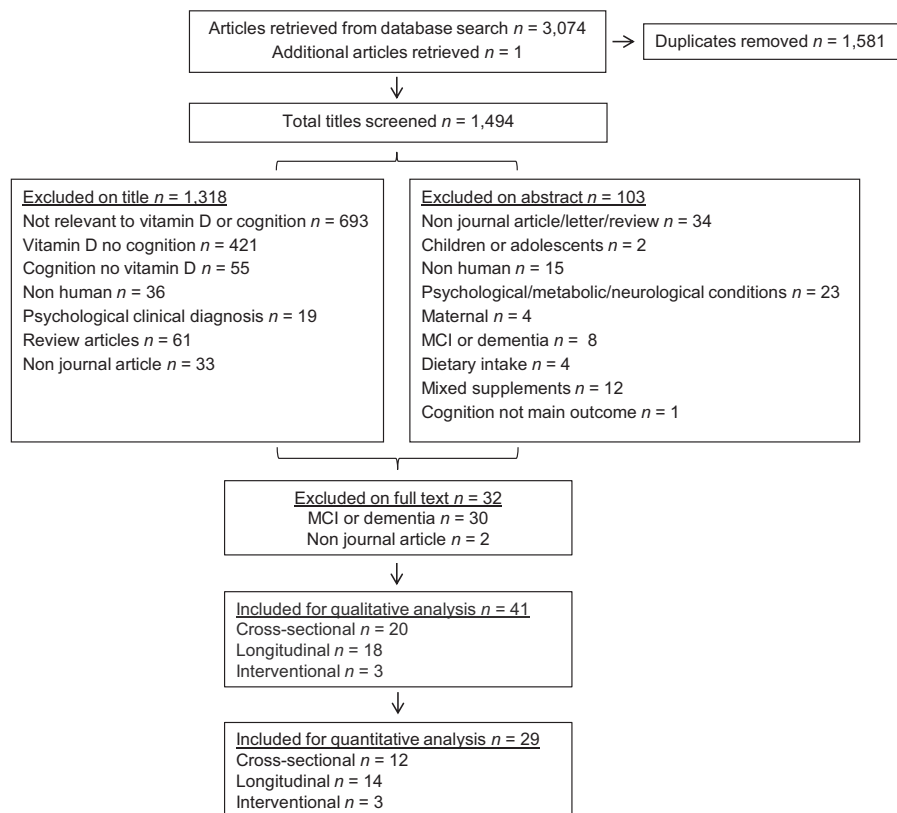 Articles retrieved from database search n = 3,074
Additional articles retrieved n = 1
Duplicates removed n = 1,581
Total titles screened n = 1,494
Excluded on title n = 1,318
Not relevant to vitamin D or cognition n = 693
Vitamin D no cognition n = 421
Cognition no vitamin D n = 55
Non human n = 36
Psychological clinical diagnosis n = 19
Review articles n = 61
Non journal article n = 33
Excluded on abstract n = 103
Non journal article/letter/review n = 34
Children or adolescents n = 2
Non human n = 15
Psychological/metabolic/neurological conditions n = 23
Maternal n = 4
MCI or dementia n = 8
Dietary intake n = 4
Mixed supplements n = 12
Cognition not main outcome n = 1
Excluded on full text n = 32
MCI or dementia n = 30
Non journal article n = 2
Included for qualitative analysis n = 41
Cross-sectional n = 20
Longitudinal n = 18
Interventional n = 3
Included for quantitative analysis n = 29
Cross-sectional n = 12
Longitudinal n = 14
Interventional n = 3